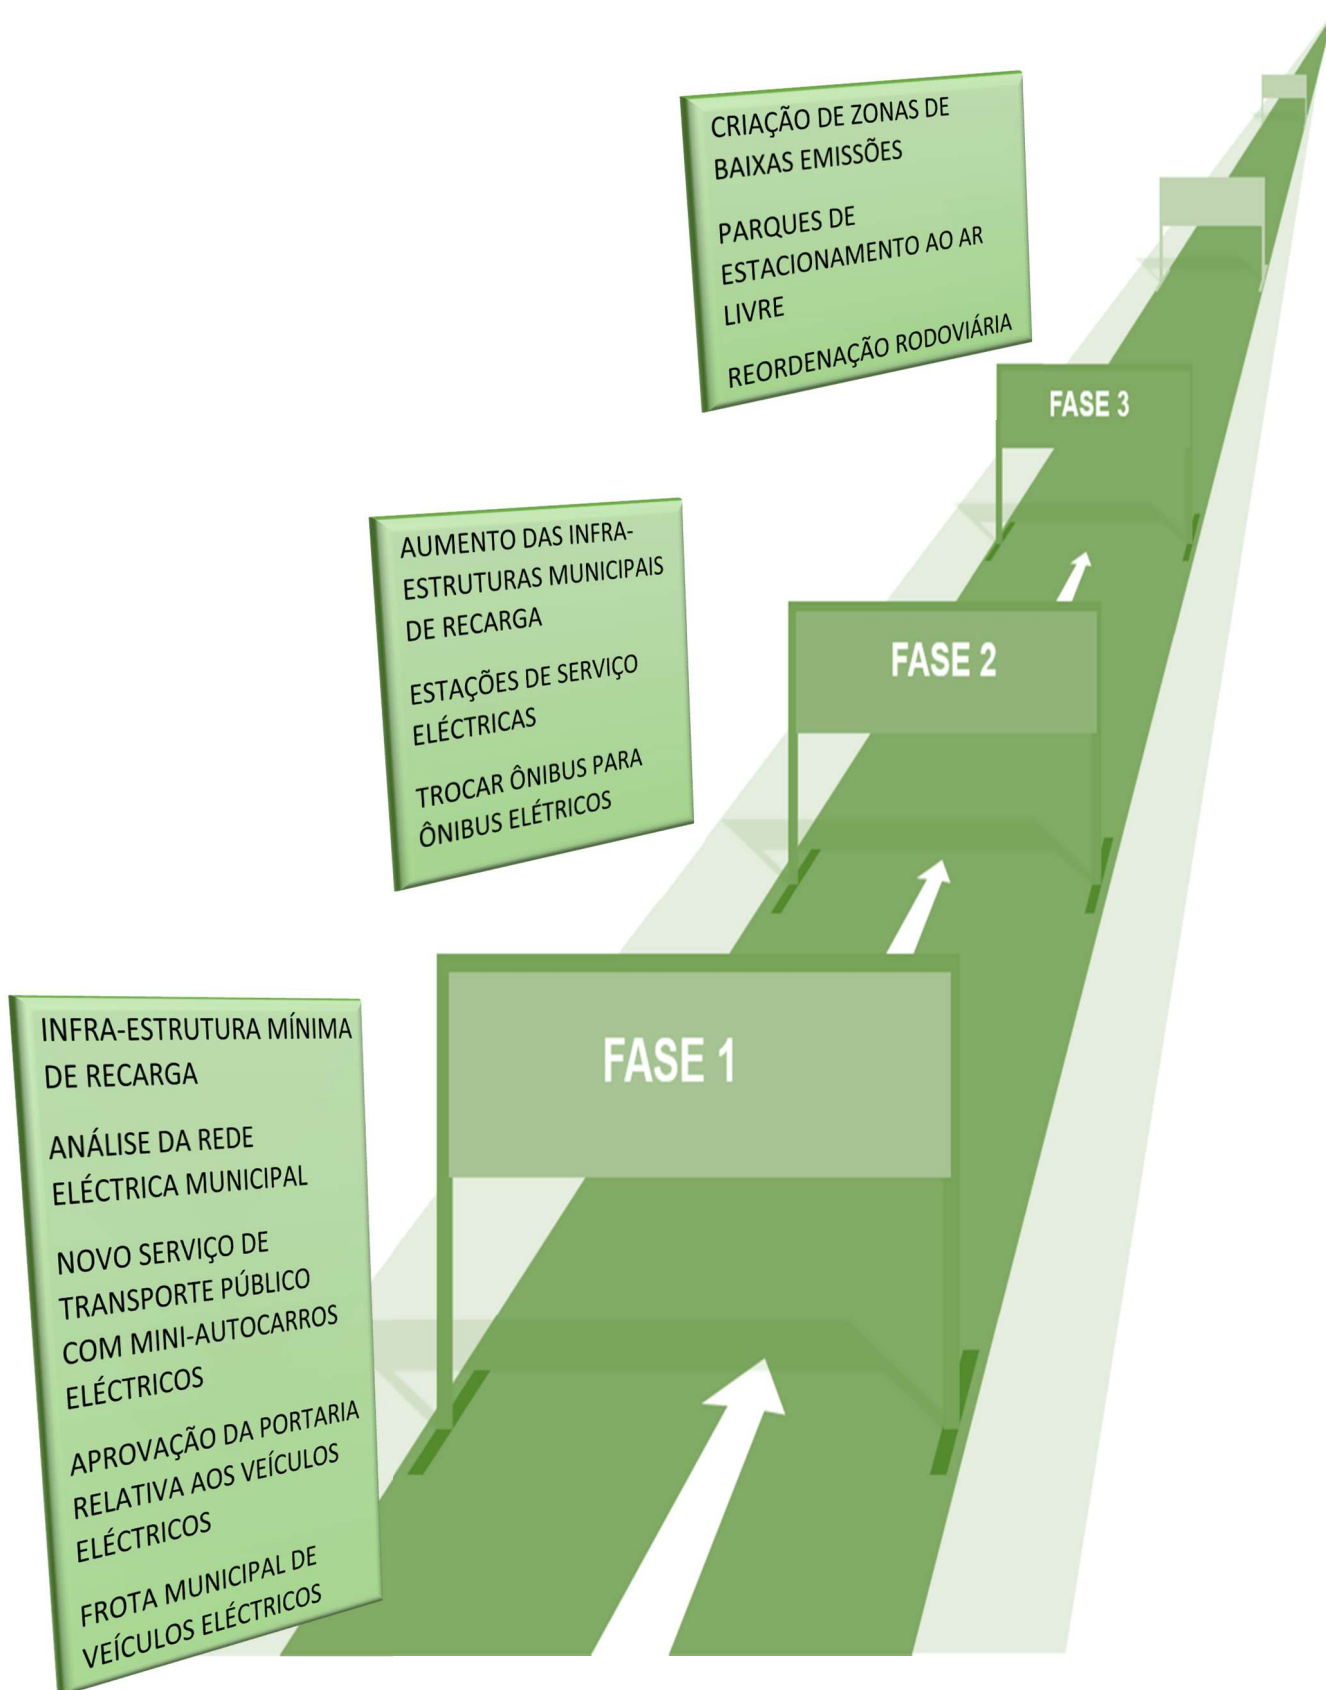 CRIAÇÃO DE ZONAS DE
BAIXAS EMISSÕES
PARQUES DE
ESTACIONAMENTO AO AR
LIVRE
REORDENAÇÃO RODOVIÁRIA
FASE 3
AUMENTO DAS INFRA-
ESTRUTURAS MUNICIPAIS
DE RECARGA
ESTAÇÕES DE SERVIÇO
ELÉCTRICAS
TROCAR ÔNIBUS PARA
ÔNIBUS ELÉTRICOS
FASE 2
INFRA-ESTRUTURA MÍNIMA
DE RECARGA
ANÁLISE DA REDE
ELÉCTRICA MUNICIPAL
NOVO SERVIÇO DE
TRANSPORTE PÚBLICO
COM MINI-AUTOCARROS
ELÉCTRICOS
APROVAÇÃO DA PORTARIA
RELATIVA AOS VEÍCULOS
ELÉCTRICOS
FROTA MUNICIPAL DE
VEÍCULOS ELÉCTRICOS
FASE 1